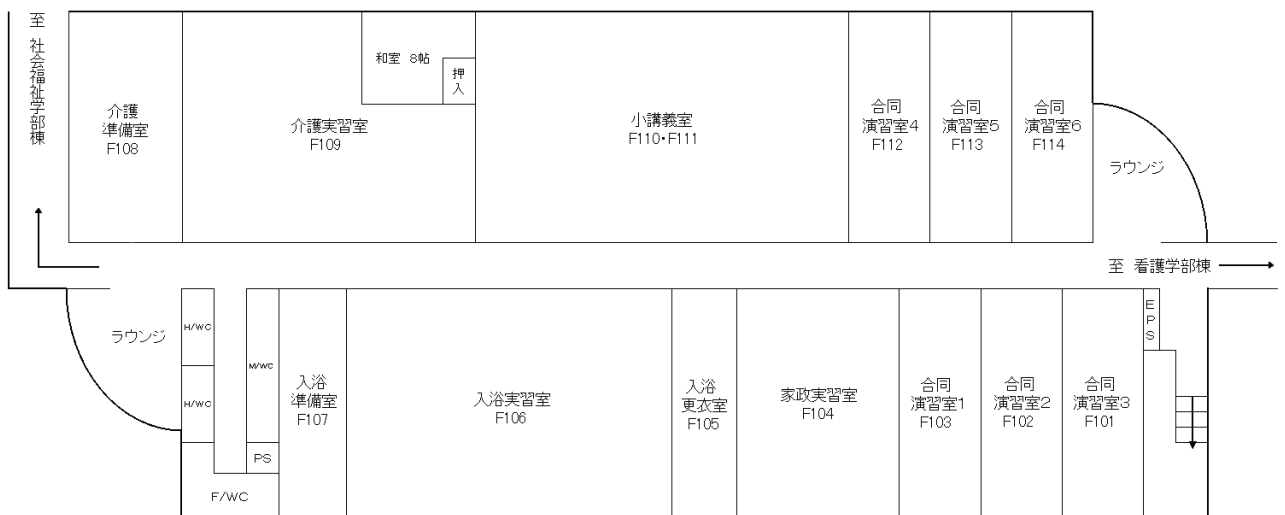 至 社会福祉学部棟
介護
準備室
F108
介護実習室
F109
和室 8帖
押
入
小講義室
F110・F111
合同
演習室4
F112
合同
演習室5
F113
合同
演習室6
F114
ラウンジ
至 看護学部棟
ラウンジ
H/WC
H/WC
M/WC
PS
F/WC
入浴
準備室
F107
入浴実習室
F106
入浴
更衣室
F105
家政実習室
F104
合同
演習室1
F103
合同
演習室2
F102
合同
演習室3
F101
EPS